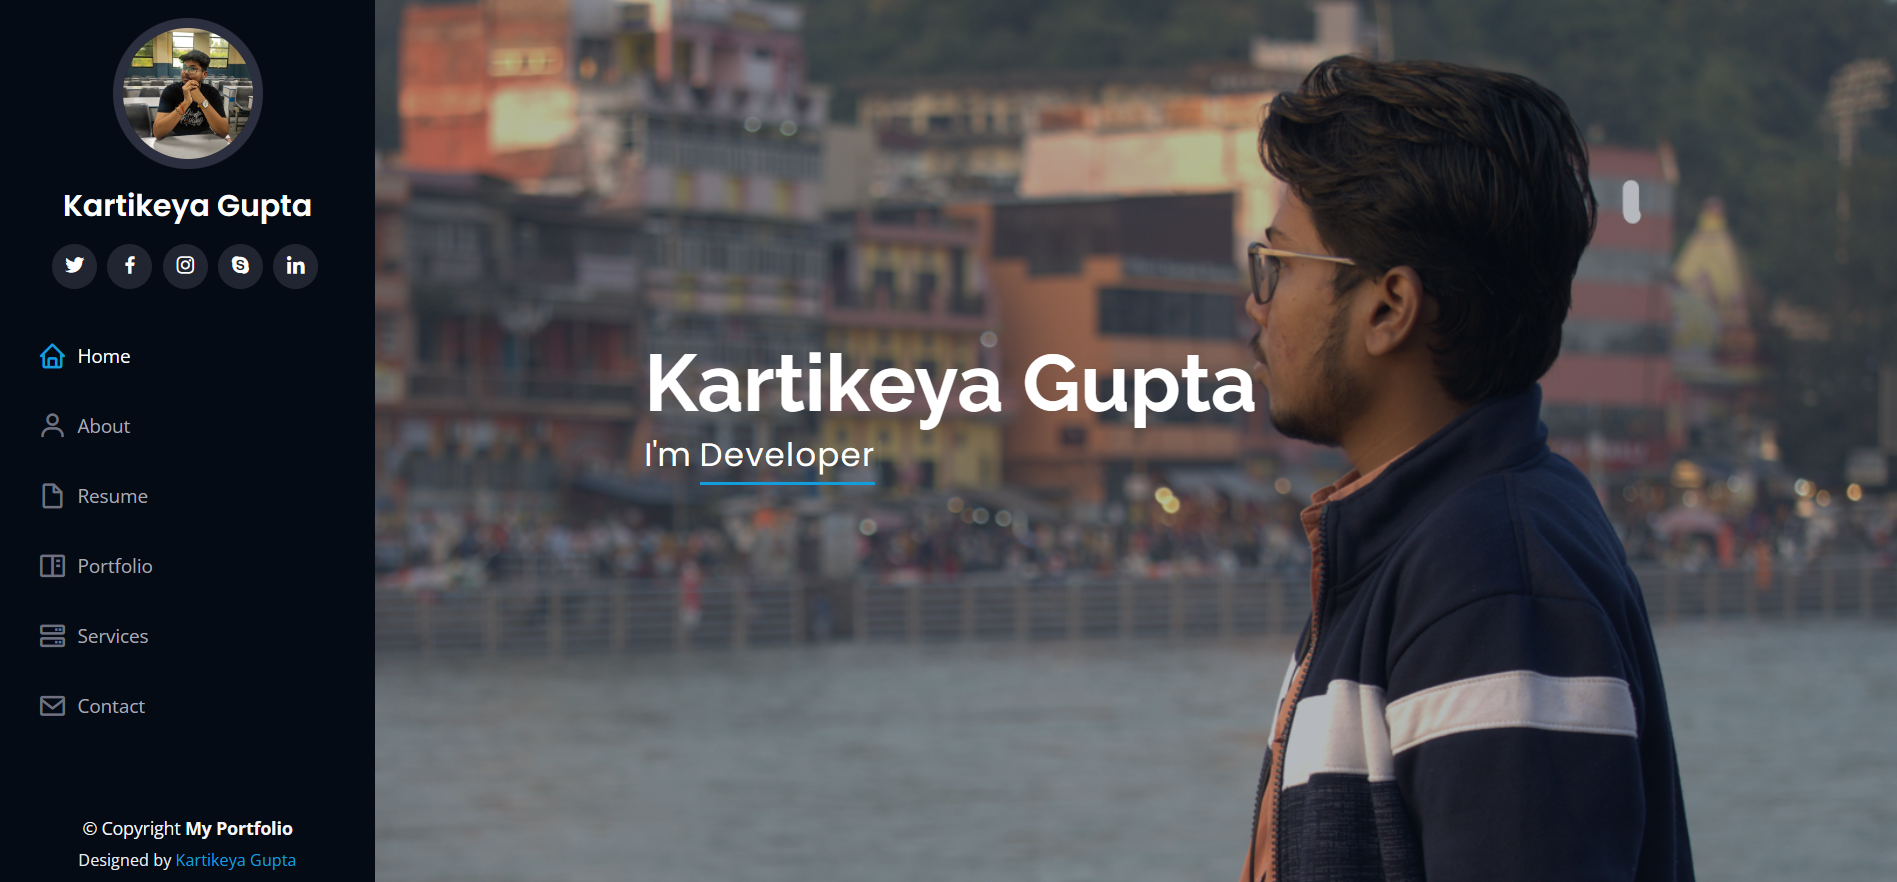 Kartikeya Gupta
Home
About
Resume
Portfolio
Services
Contact
© Copyright My Portfolio
Designed by Kartikeya Gupta
Kartikeya Gupta
I'm Developer